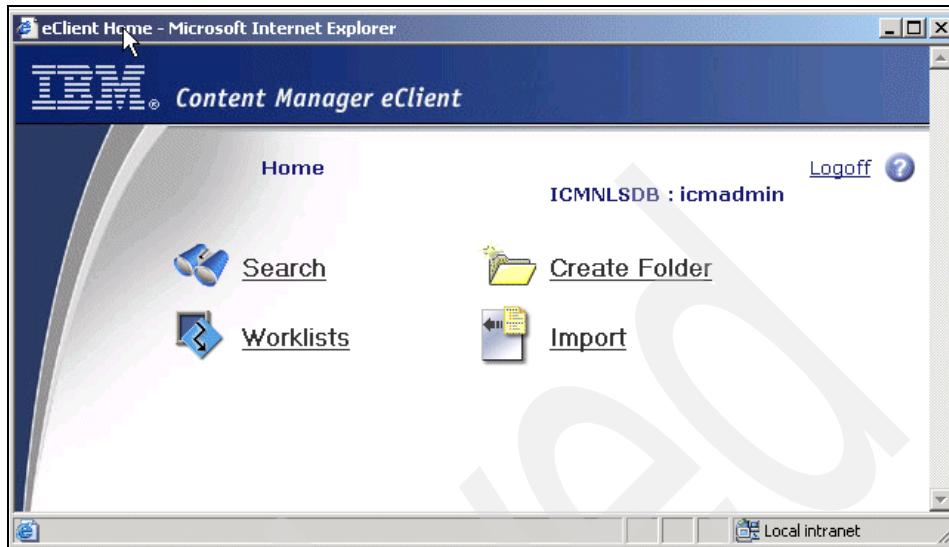 eClient Home - Microsoft Internet Explorer
IBM® Content Manager eClient
Home
Logoff ?
ICMNLSDB : icmadmin
Search
Create Folder
Worklists
Import
Local intranet